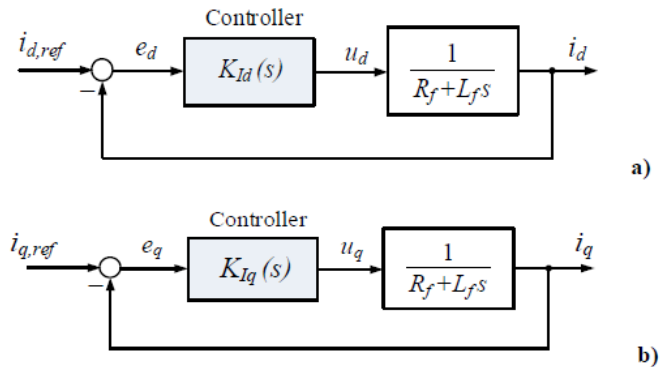 Controller
i_{d,ref} e_d K_{Id}(s) u_d 1/(R_f+L_f s) i_d
−
a)
Controller
i_{q,ref} e_q K_{Iq}(s) u_q 1/(R_f+L_f s) i_q
−
b)